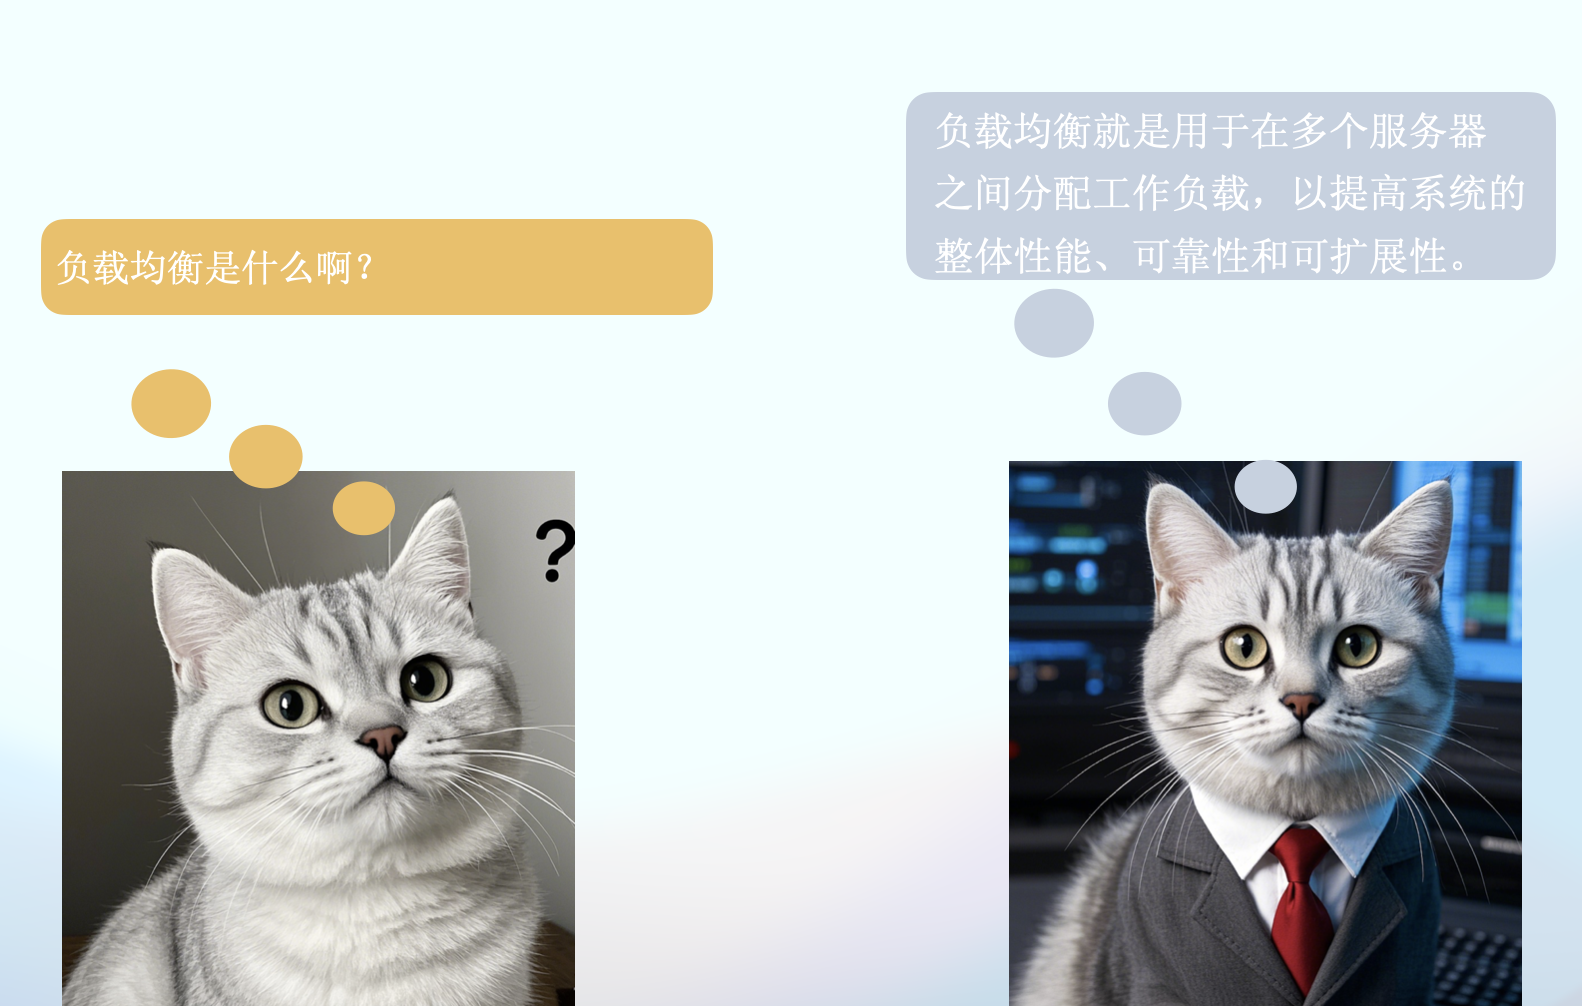 负载均衡是什么啊？
负载均衡就是用于在多个服务器
之间分配工作负载，以提高系统的
整体性能、可靠性和可扩展性。
?